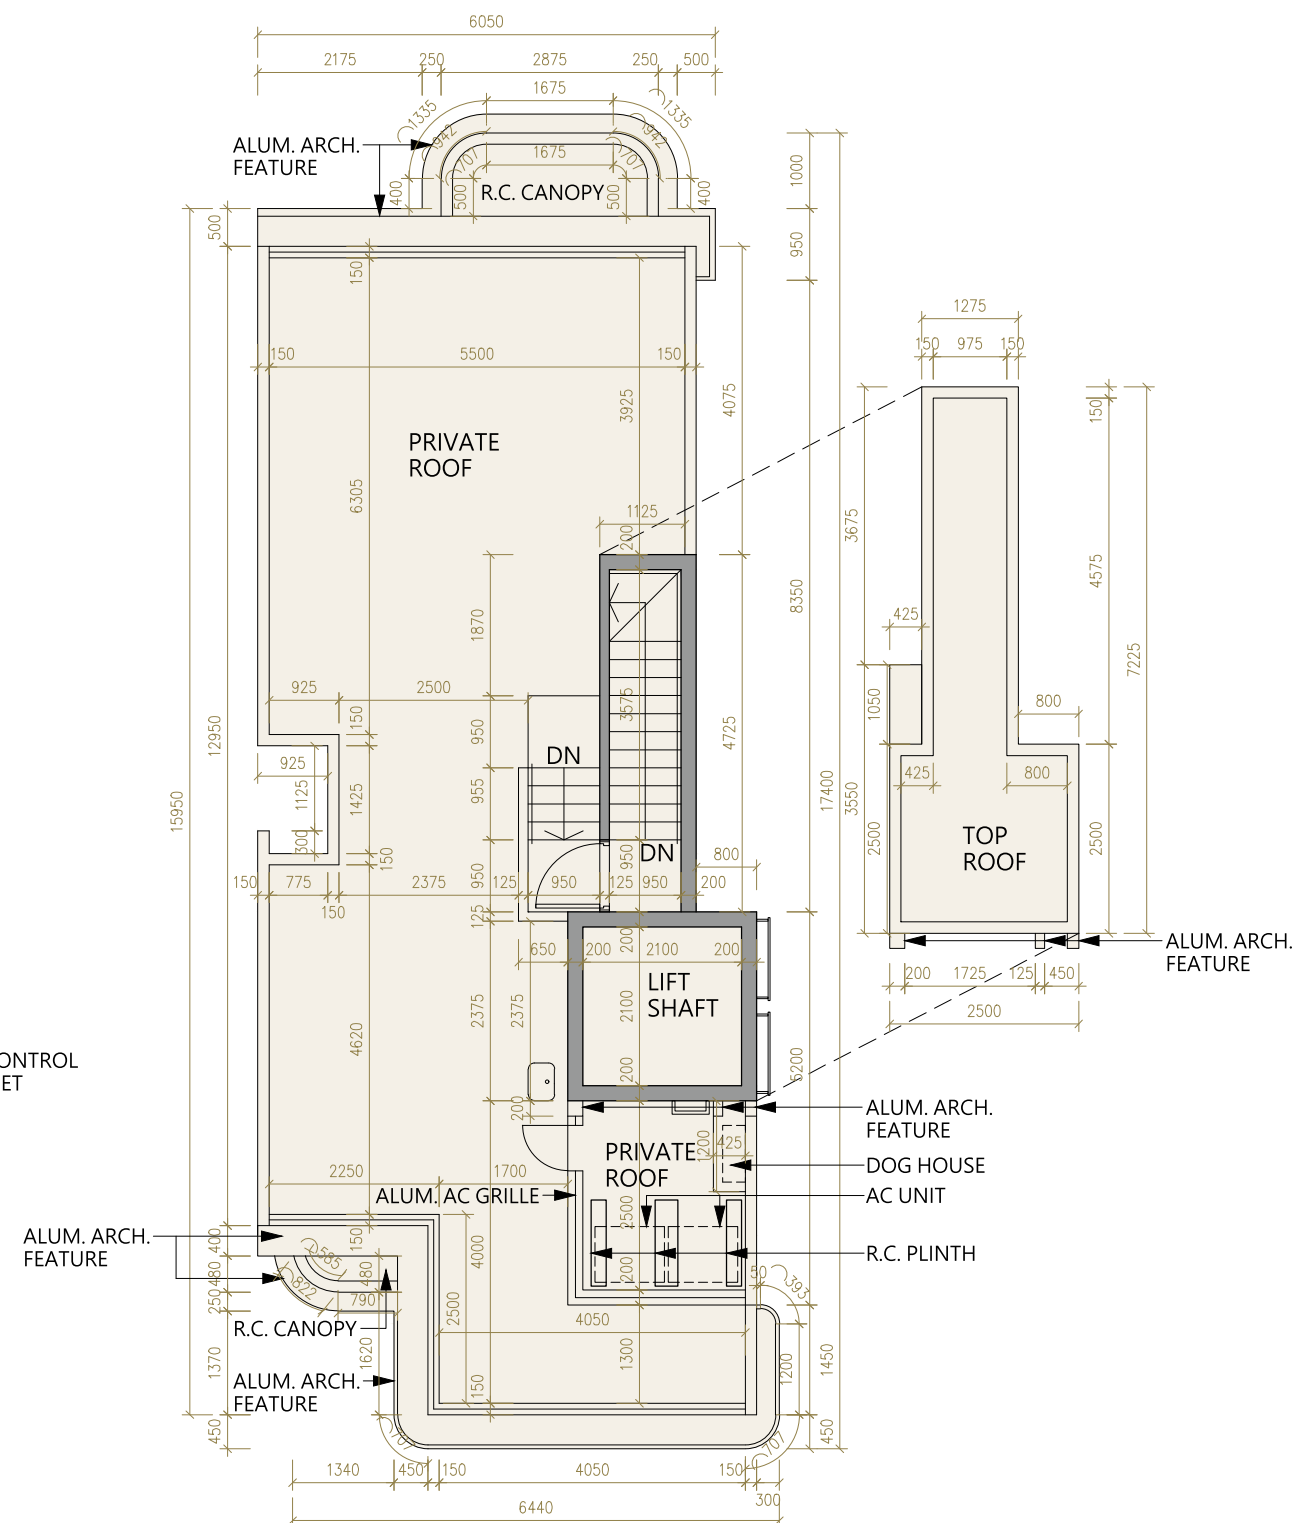 6050
2175 250 2875 250 500
1675
1335 1335
942 942
707 1675 707
ALUM. ARCH.
FEATURE
R.C. CANOPY
400 500 500 400
1000
500 950
150
150 5500 150
3925 4075
PRIVATE
ROOF
6305
1125
200
1275
150 975 150
150
3675
4575
7225
8350
1870
3575
425
1050
800
925 2500
150
950
4725
12950
DN
925
955
1125 1425
300
150
15950
17400
3550
2500
425 800
2500
TOP
ROOF
DN
950
800
150 775 2375 125 950 125 950 200
150
950
125
650 200 2100 200
200
LIFT
SHAFT
ALUM. ARCH.
FEATURE
200 1725 125 450
2500
2375 2375
2100
4620
ONTROL
ET
200
5200
200
ALUM. ARCH.
FEATURE
PRIVATE
ROOF
1200
425
DOG HOUSE
2250 1700
ALUM. AC GRILLE
AC UNIT
2500
R.C. PLINTH
ALUM. ARCH.
FEATURE
400
150
585
480
822
480
250
790
4000
200
50 393
R.C. CANOPY
2500
4050
1370
1620
1300
1200
1450
ALUM. ARCH.
FEATURE
150
450
707 707
450
1340 450 150 4050 150
300
6440